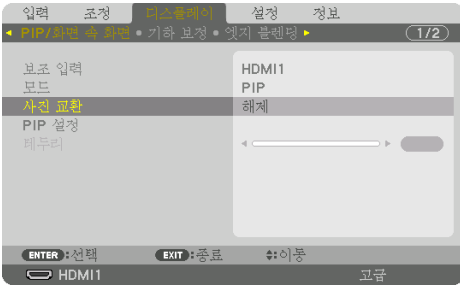 입력 조정 디스플레이 설정 정보
PIP/화면 속 화면 • 기하 보정 • 엣지 블렌딩 1/2
보조 입력 HDMI1
모드 PIP
사진 교환 해제
PIP 설정
테두리
ENTER :선택 EXIT :종료 :이동
HDMI1 고급